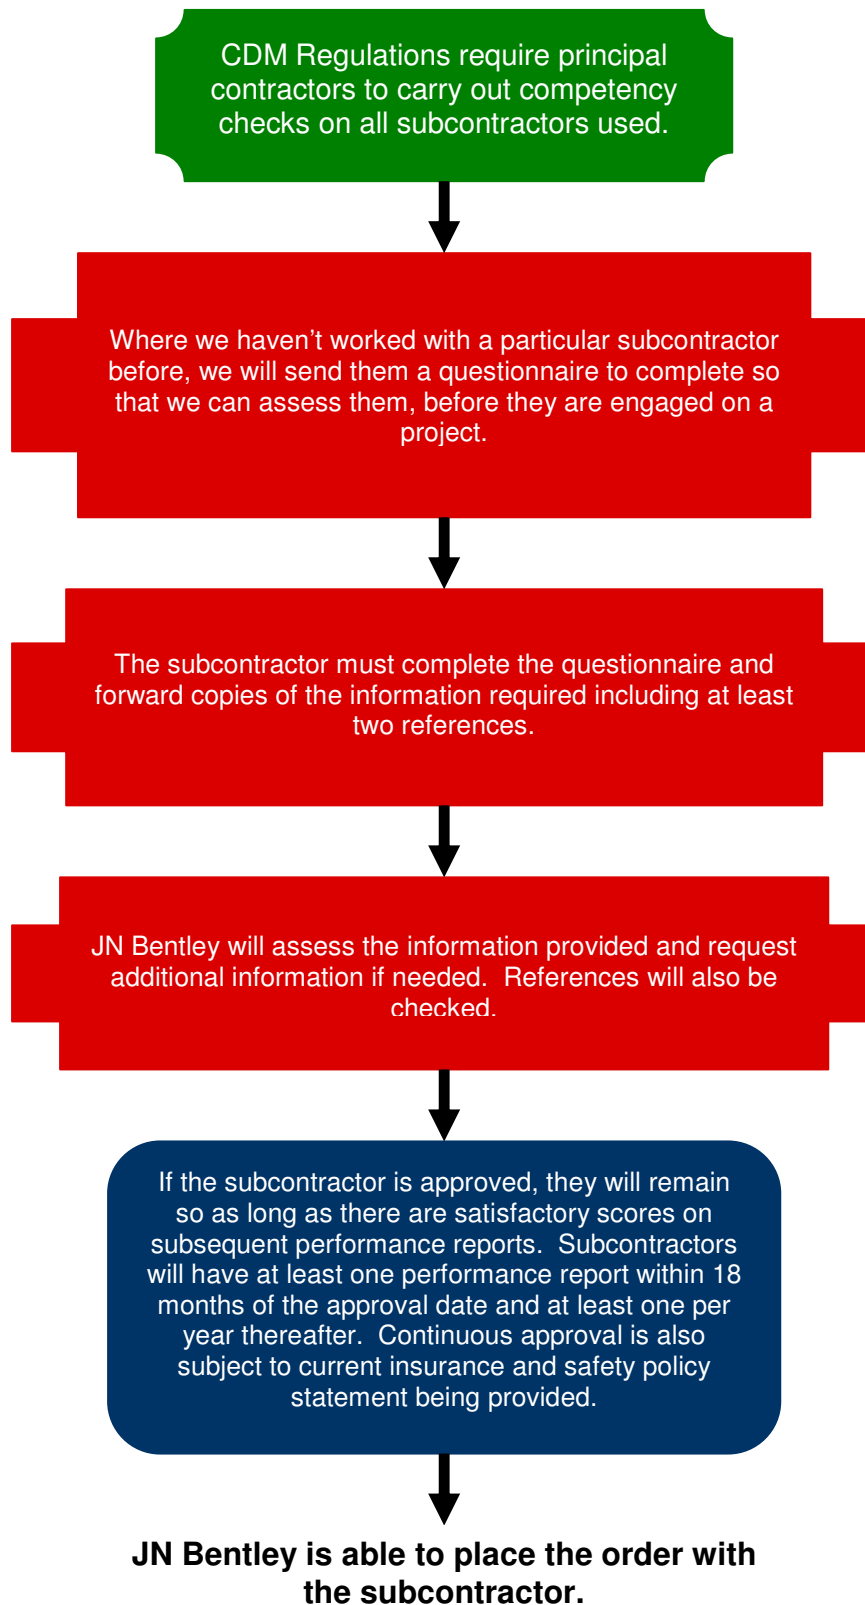 CDM Regulations require principal
contractors to carry out competency
checks on all subcontractors used.
Where we haven’t worked with a particular subcontractor
before, we will send them a questionnaire to complete so
that we can assess them, before they are engaged on a
project.
The subcontractor must complete the questionnaire and
forward copies of the information required including at least
two references.
JN Bentley will assess the information provided and request
additional information if needed.  References will also be
checked.
If the subcontractor is approved, they will remain
so as long as there are satisfactory scores on
subsequent performance reports.  Subcontractors
will have at least one performance report within 18
months of the approval date and at least one per
year thereafter.  Continuous approval is also
subject to current insurance and safety policy
statement being provided.
JN Bentley is able to place the order with
the subcontractor.